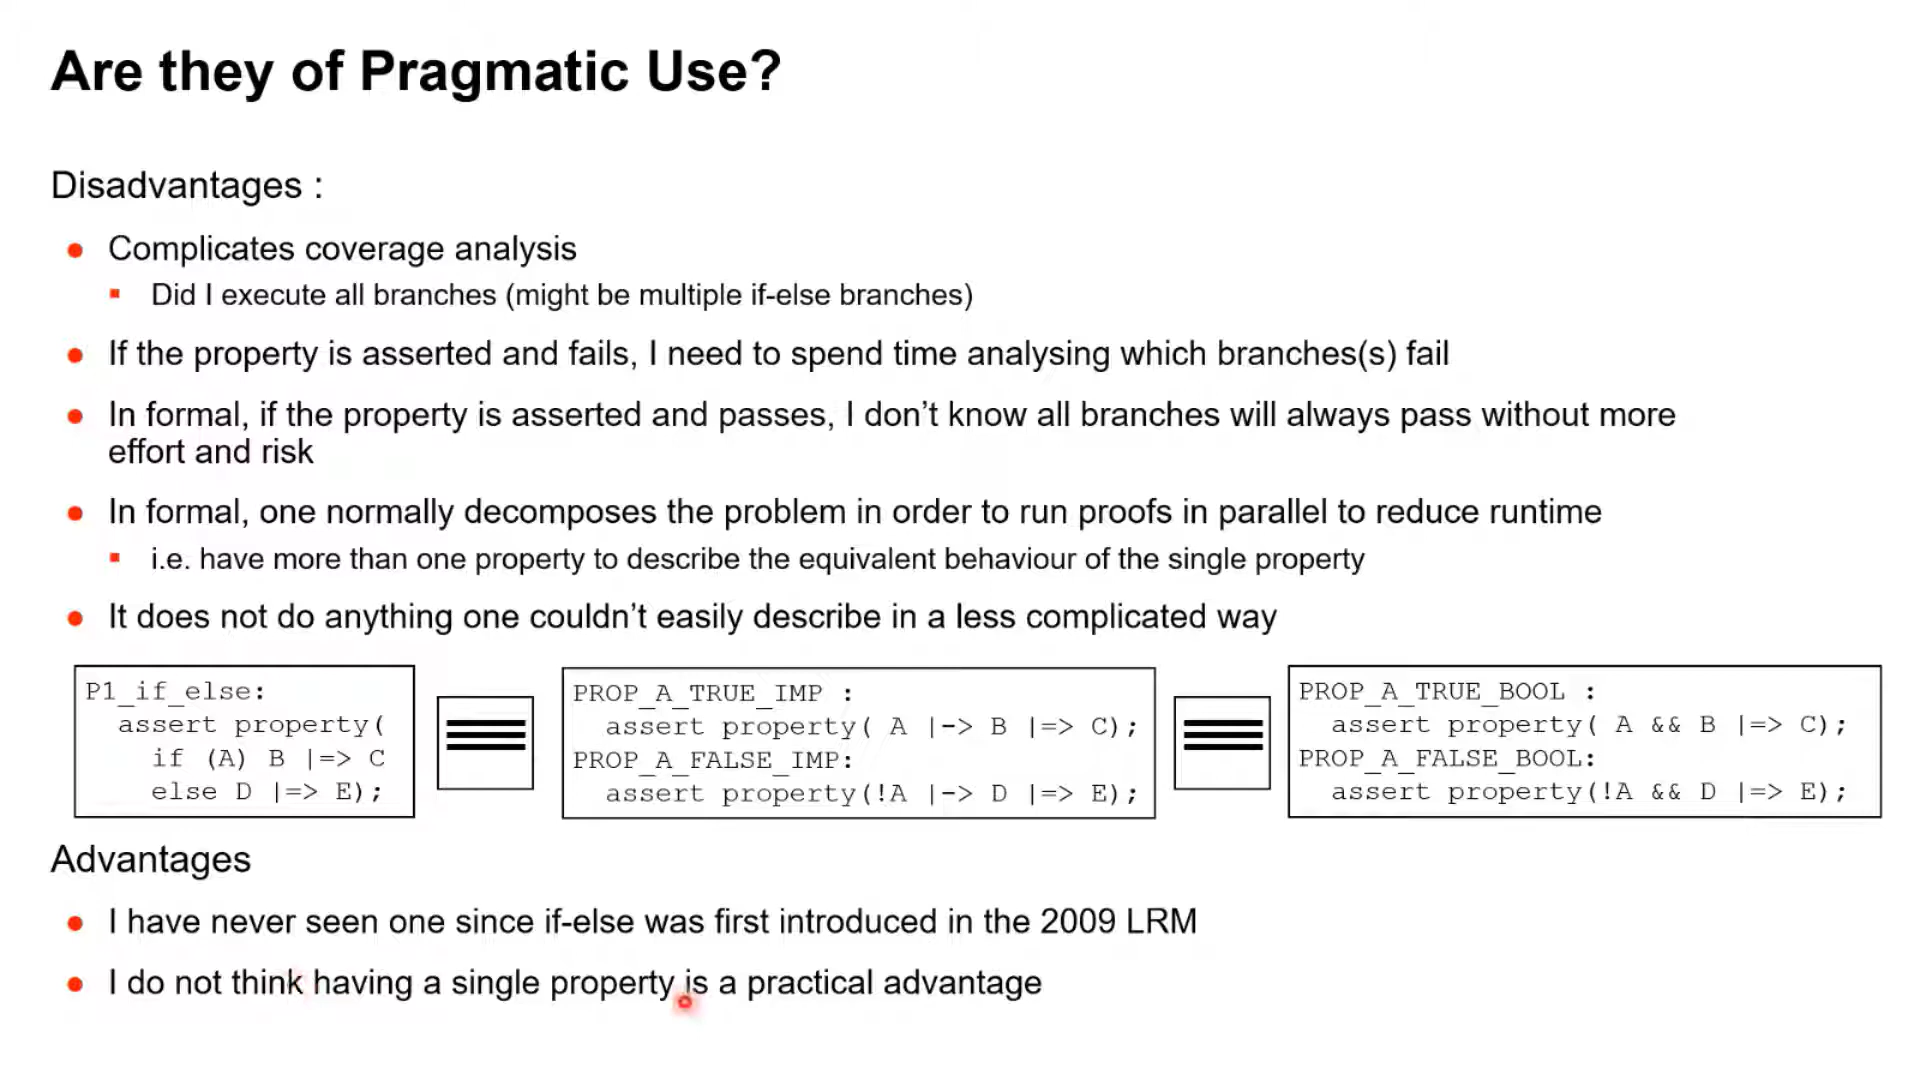 Are they of Pragmatic Use?
Disadvantages :
Complicates coverage analysis
Did I execute all branches (might be multiple if-else branches)
If the property is asserted and fails, I need to spend time analysing which branches(s) fail
In formal, if the property is asserted and passes, I don’t know all branches will always pass without more
effort and risk
In formal, one normally decomposes the problem in order to run proofs in parallel to reduce runtime
i.e. have more than one property to describe the equivalent behaviour of the single property
It does not do anything one couldn’t easily describe in a less complicated way
P1_if_else:
assert property(
if (A) B |=> C
else D |=> E);
PROP_A_TRUE_IMP :
assert property( A |-> B |=> C);
PROP_A_FALSE_IMP:
assert property(!A |-> D |=> E);
PROP_A_TRUE_BOOL :
assert property( A && B |=> C);
PROP_A_FALSE_BOOL:
assert property(!A && D |=> E);
Advantages
I have never seen one since if-else was first introduced in the 2009 LRM
I do not think having a single property is a practical advantage